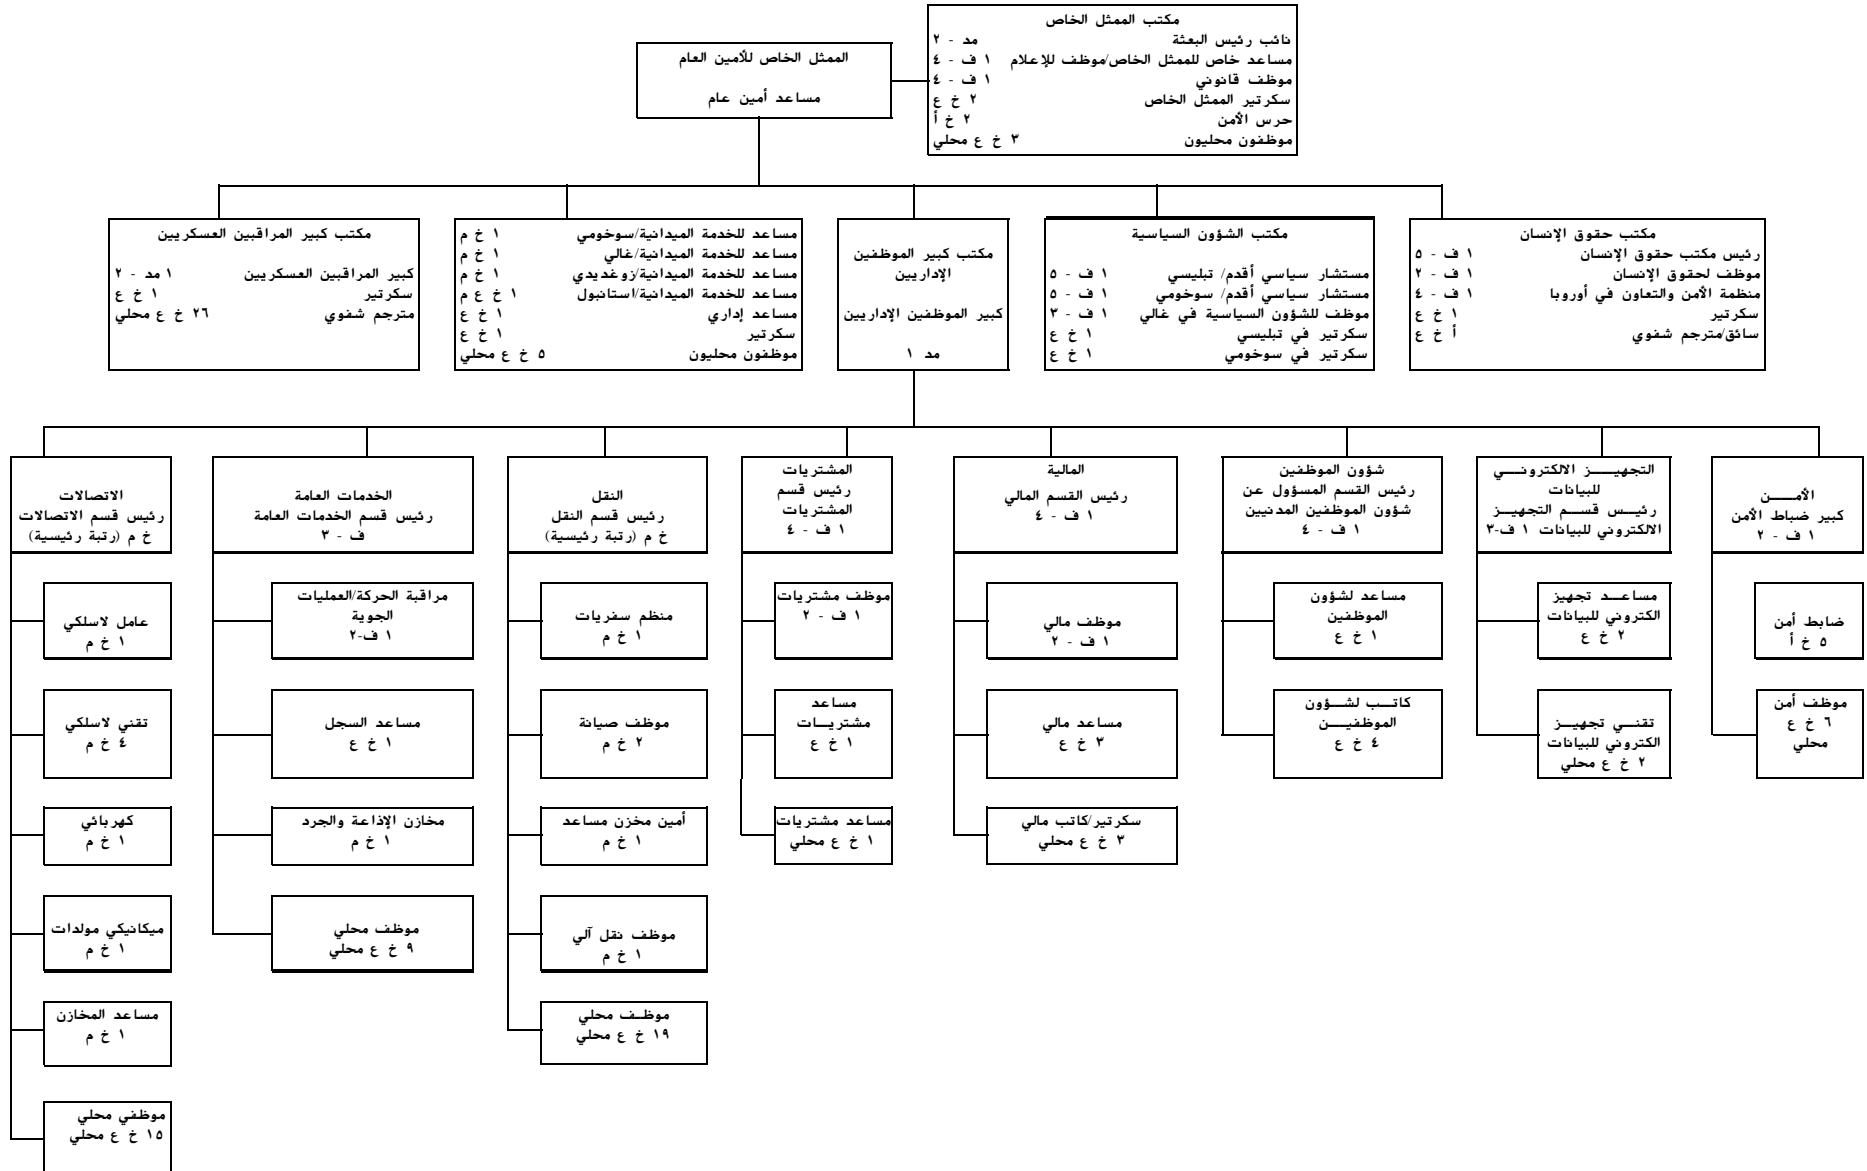 مكتب الممثل الخاص
نائب رئيس البعثة مد - ٢
مساعد خاص للممثل الخاص/موظف للإعلام ١ ف - ٤
موظف قانوني ١ ف - ٤
سكرتير الممثل الخاص ٢ خ ع
حرس الأمن ٢ خ أ
موظفون محليون ٣ خ ع محلي
الممثل الخاص للأمين العام
مساعد أمين عام
مكتب حقوق الإنسان
رئيس مكتب حقوق الإنسان ١ ف - ٥
موظف لحقوق الإنسان ١ ف - ٢
منظمة الأمن والتعاون في أوروبا ١ ف - ٤
سكرتير ١ خ ع
سائق/مترجم شفوي أ خ ع
مكتب الشؤون السياسية
مستشار سياسي أقدم/ تبليسي ١ ف - ٥
مستشار سياسي أقدم/ سوخومي ١ ف - ٥
موظف للشؤون السياسية في غالي ١ ف - ٣
سكرتير في تبليسي ١ خ ع
سكرتير في سوخومي ١ خ ع
مكتب كبير الموظفين
الإداريين
كبير الموظفين الإداريين
مد ١
مساعد للخدمة الميدانية/سوخومي ١ خ م
مساعد للخدمة الميدانية/غالي ١ خ م
مساعد للخدمة الميدانية/زوغديدي ١ خ م
مساعد للخدمة الميدانية/استانبول ١ خ ع م
مساعد إداري ١ خ ع
سكرتير ١ خ ع
موظفون محليون ٥ خ ع محلي
مكتب كبير المراقبين العسكريين
كبير المراقبين العسكريين ١ مد - ٢
سكرتير ١ خ ع
مترجم شفوي ٢٦ خ ع محلي
الأمــــن
كبير ضباط الأمن
١ ف - ٢
ضابط أمن
٥ خ أ
موظف أمن
٦ خ ع
محلي
التجهيـــــز الالكترونـــي
للبيانات
رئيــس قســم التجهيــز
الالكتروني للبيانات ١ ف-٣
مساعــد تجهيز
الكتروني للبيانات
٢ خ ع
تقنــي تجهيــز
الكتروني للبيانات
٢ خ ع محلي
شؤون الموظفين
رئيس القسم المسؤول عن
شؤون الموظفين المدنيين
١ ف - ٤
مساعد لشؤون
الموظفين
١ خ ع
كاتــب لشــؤون
الموظفيـــن
٤ خ ع
المالية
رئيس القسم المالي
١ ف - ٤
موظف مالي
١ ف - ٢
مساعد مالي
٣ خ ع
سكرتير/كاتب مالي
٣ خ ع محلي
المشتريات
رئيس قسم
المشتريات
١ ف - ٤
موظف مشتريات
١ ف - ٢
مساعد
مشتريــات
١ خ ع
مساعد مشتريات
١ خ ع محلي
النقل
رئيس قسم النقل
خ م (رتبة رئيسية)
منظم سفريات
١ خ م
موظف صيانة
٢ خ م
أمين مخزن مساعد
١ خ م
موظف نقل آلي
١ خ م
موظــف محلي
١٩ خ ع محلي
الخدمات العامة
رئيس قسم الخدمات العامة
ف - ٣
مراقبة الحركة/العمليات
الجوية
١ ف-٢
مساعد السجل
١ خ ع
مخازن الإذاعة والجرد
١ خ م
موظف محلي
٩ خ ع محلي
الاتصالات
رئيس قسم الاتصالات
خ م (رتبة رئيسية)
عامل لاسلكي
١ خ م
تقني لاسلكي
٤ خ م
كهربائي
١ خ م
ميكانيكي مولدات
١ خ م
مساعد المخازن
١ خ م
موظفي محلي
١٥ خ ع محلي